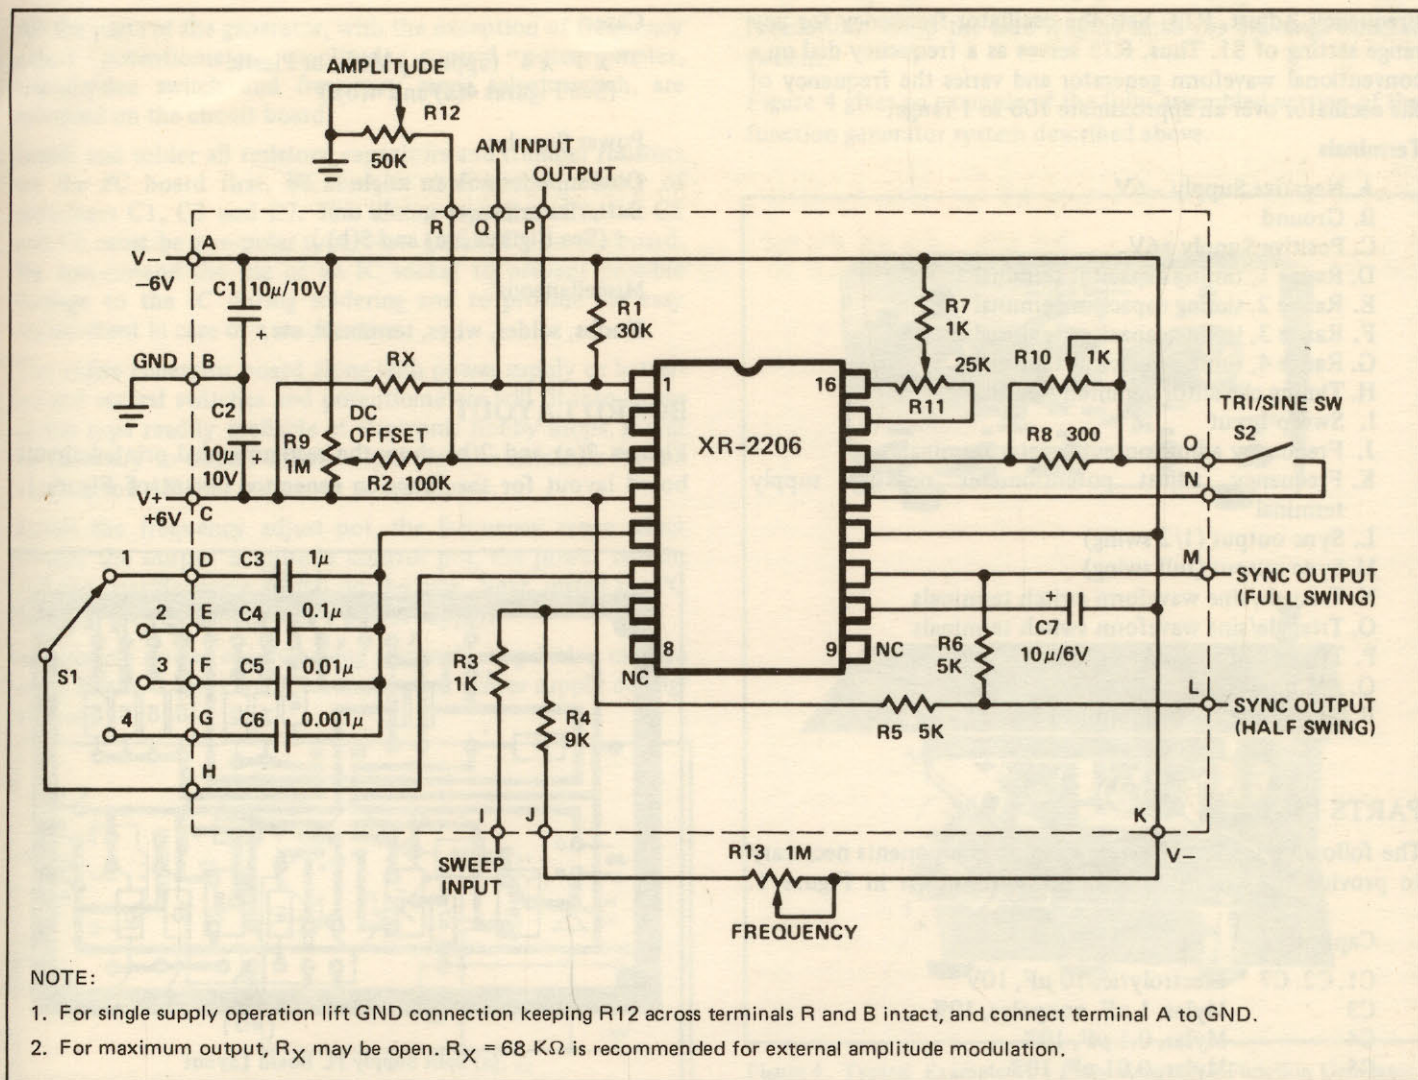 AMPLITUDE
R12
50K
AM INPUT
OUTPUT
R Q P
A
V−
−6V
C1 10µ/10V
+
R1
30K
R7
1K
GND B
RX
1 16
25K
R11
R10 1K
TRI/SINE SW
C2
10µ
10V
+
R9
1M
DC
OFFSET
R2 100K
XR-2206
R8 300
O S2
N
V+
+6V C
1 D C3 1µ
M
SYNC OUTPUT
(FULL SWING)
2 E C4 0.1µ
+
C7
10µ/6V
3 F C5 0.01µ
S1
R3
1K
8
NC
9 NC
R6
5K
4 G C6 0.001µ
R4
9K
R5 5K
L
SYNC OUTPUT
(HALF SWING)
H
I J K
SWEEP
INPUT
R13 1M
V−
FREQUENCY
NOTE:
1. For single supply operation lift GND connection keeping R12 across terminals R and B intact, and connect terminal A to GND.
2. For maximum output, RX may be open. RX = 68 KΩ is recommended for external amplitude modulation.